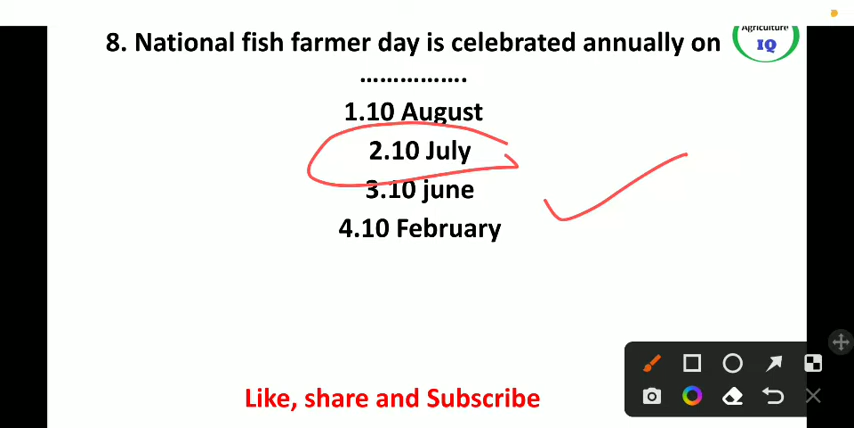 Agriculture
IQ
8. National fish farmer day is celebrated annually on
................
1.10 August
2.10 July
3.10 june
4.10 February
Like, share and Subscribe